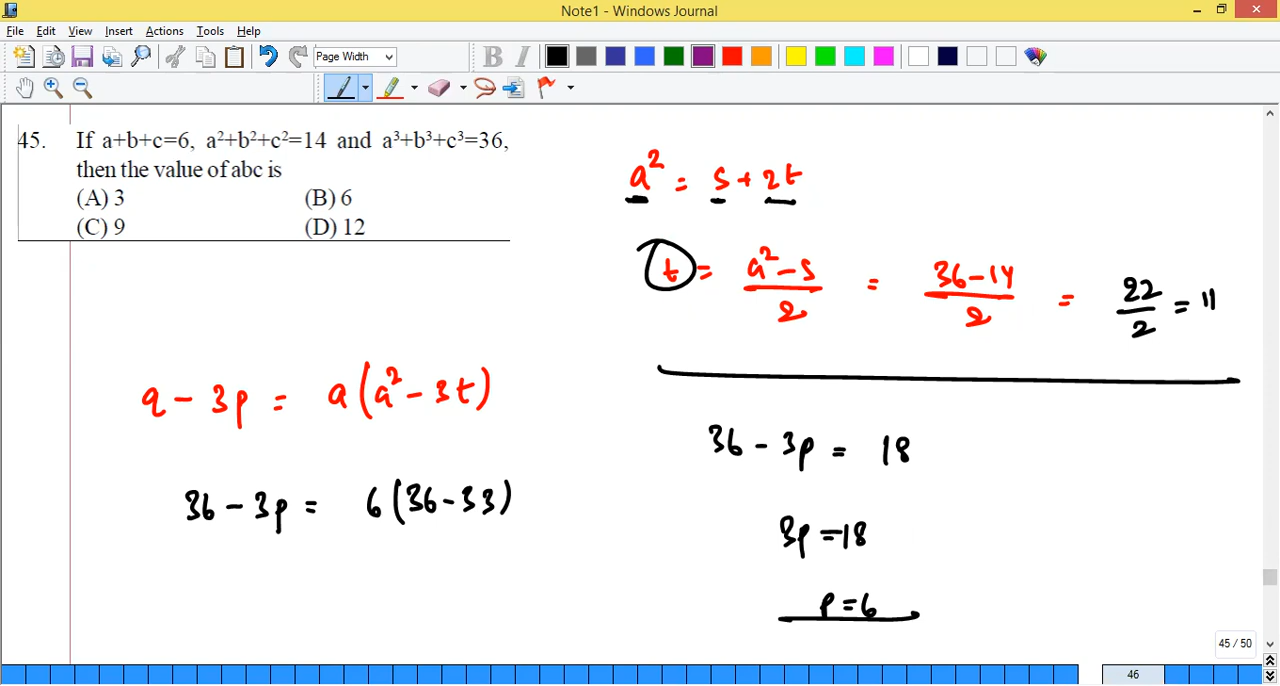 Note1 - Windows Journal
File Edit View Insert Actions Tools Help
Page Width
45. If a+b+c=6, a²+b²+c²=14 and a³+b³+c³=36,
then the value of abc is
(A) 3 (B) 6
(C) 9 (D) 12
a² = s + 2t
t = (a² - s)/2 = (36 - 14)/2 = 22/2 = 11
q - 3p = a(a² - 3t)
36 - 3p = 6(36 - 33)
36 - 3p = 18
3p = 18
p = 6
45 / 50
46